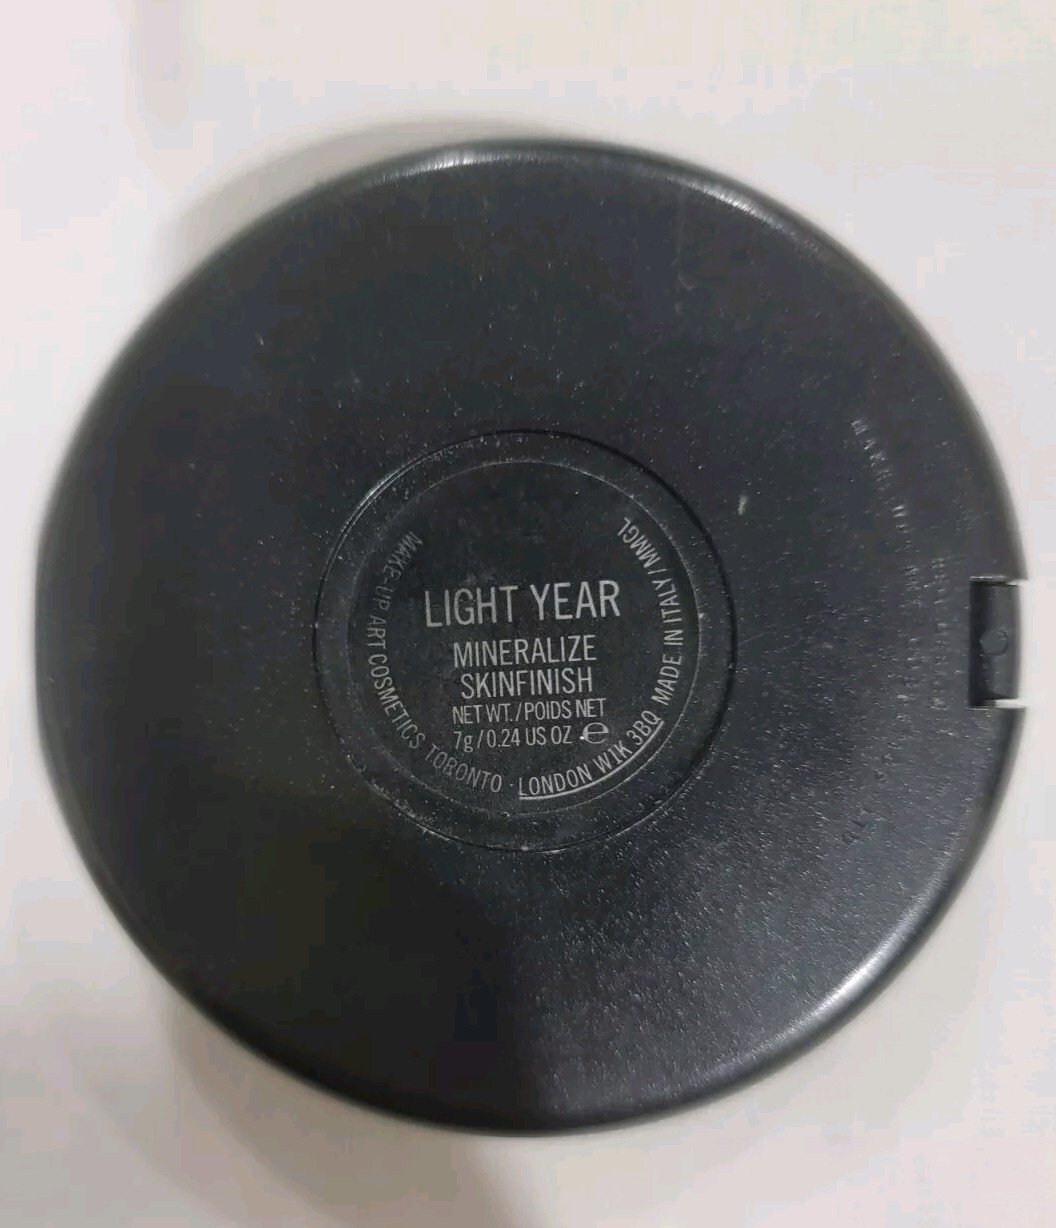 LIGHT YEAR
MINERALIZE
SKINFINISH
NET WT./POIDS NET
7g/0.24 US OZ ℮
MAKE-UP ART COSMETICS TORONTO · LONDON W1K 3BQ MADE IN ITALY/MMGL